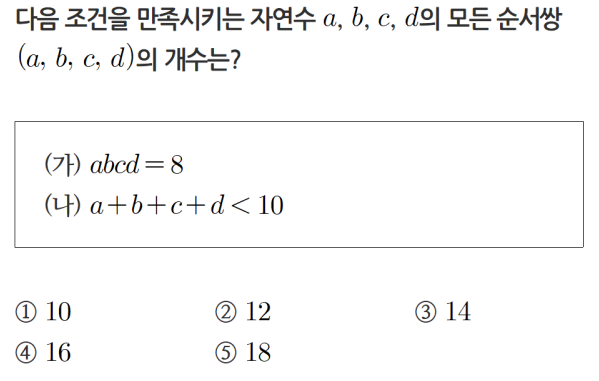 다음 조건을 만족시키는 자연수 a, b, c, d의 모든 순서쌍
(a, b, c, d)의 개수는?
(가) abcd = 8
(나) a+b+c+d < 10
① 10 ② 12 ③ 14
④ 16 ⑤ 18